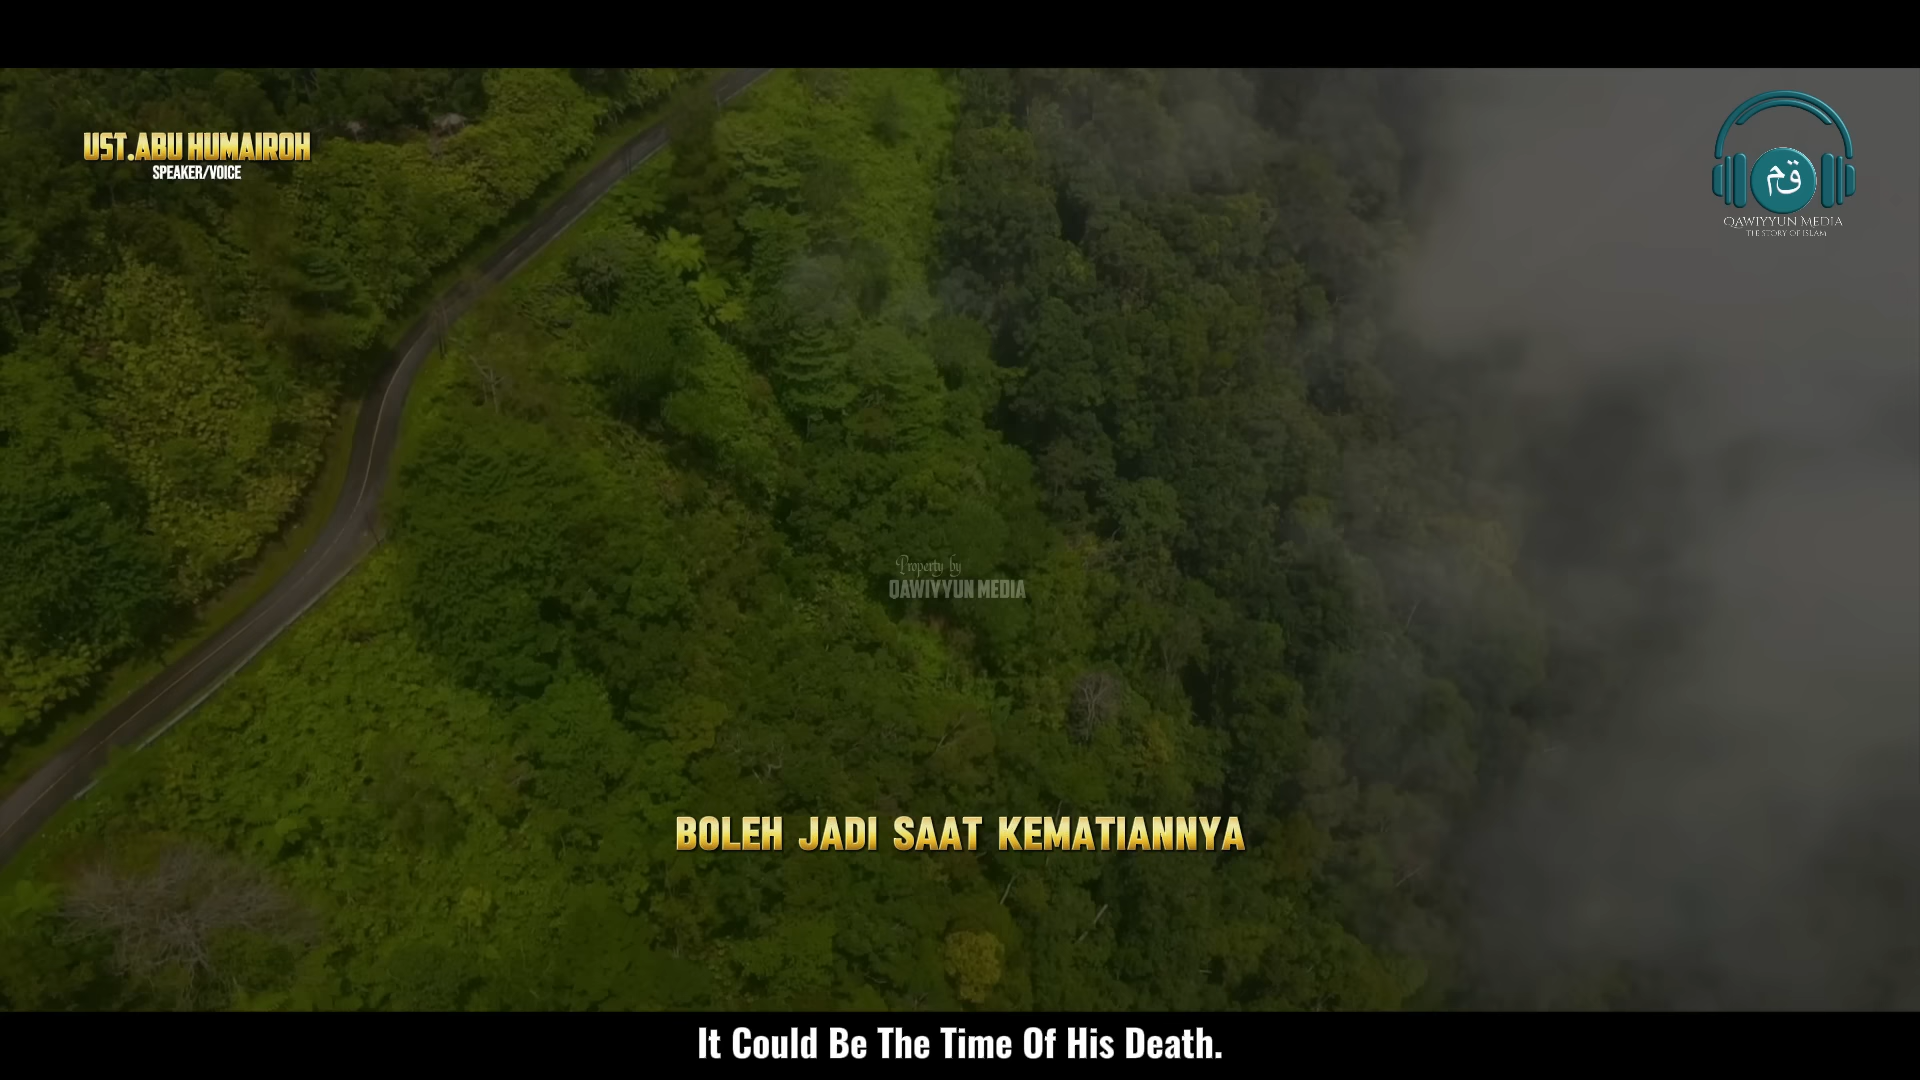 UST.ABU HUMAIROH
SPEAKER/VOICE
قم
QAWIYYUN MEDIA
THE STORY OF ISLAM
Property by
QAWIYYUN MEDIA
BOLEH JADI SAAT KEMATIANNYA
It Could Be The Time Of His Death.